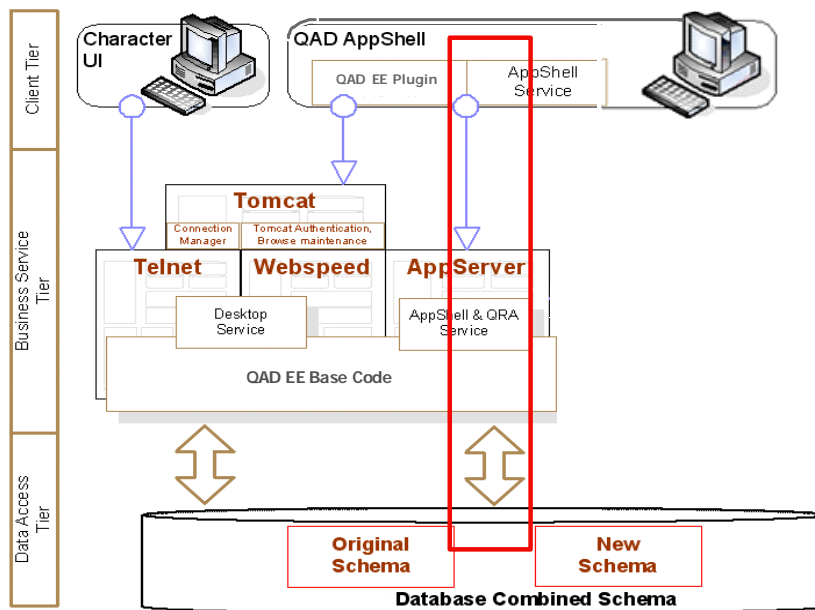 Client Tier
Business Service
Tier
Data Access
Tier
Character
UI
QAD AppShell
QAD EE Plugin
AppShell
Service
Tomcat
Connection
Manager
Tomcat Authentication,
Browse maintenance
Telnet
Webspeed
AppServer
Desktop
Service
AppShell & QRA
Service
QAD EE Base Code
Original
Schema
New
Schema
Database Combined Schema